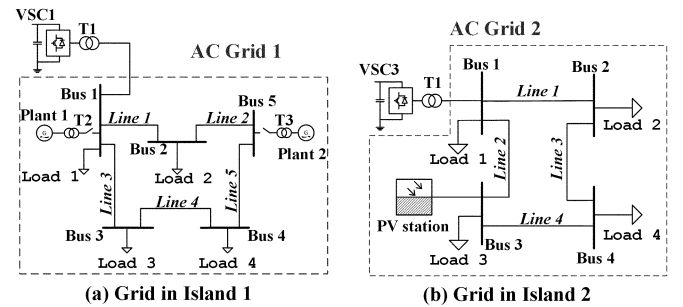 VSC1
T1
AC Grid 1
Bus 1
Plant 1
T2
Line 1
Line 2
Bus 5
T3
Plant 2
G
G
Bus 2
Load 1
Load 2
Line 3
Line 5
Line 4
Bus 3
Bus 4
Load 3
Load 4
(a) Grid in Island 1
AC Grid 2
VSC3
T1
Bus 1
Bus 2
Line 1
Load 2
Load 1
Line 2
Line 3
PV station
Line 4
Load 3
Bus 3
Load 4
Bus 4
(b) Grid in Island 2